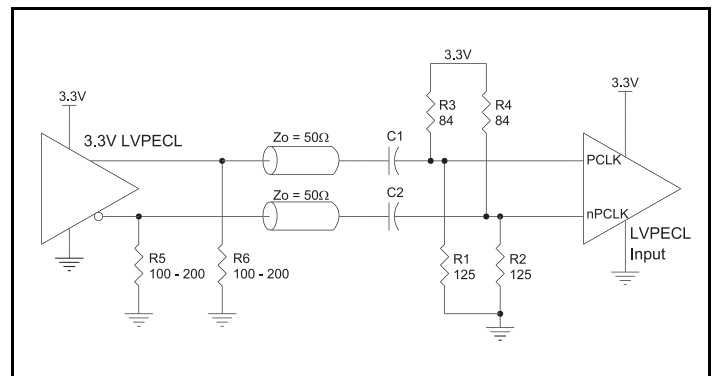 3.3V
3.3V LVPECL
Zo = 50Ω
Zo = 50Ω
C1
C2
R5
100 - 200
R6
100 - 200
3.3V
R3
84
R4
84
R1
125
R2
125
3.3V
PCLK
nPCLK
LVPECL
Input